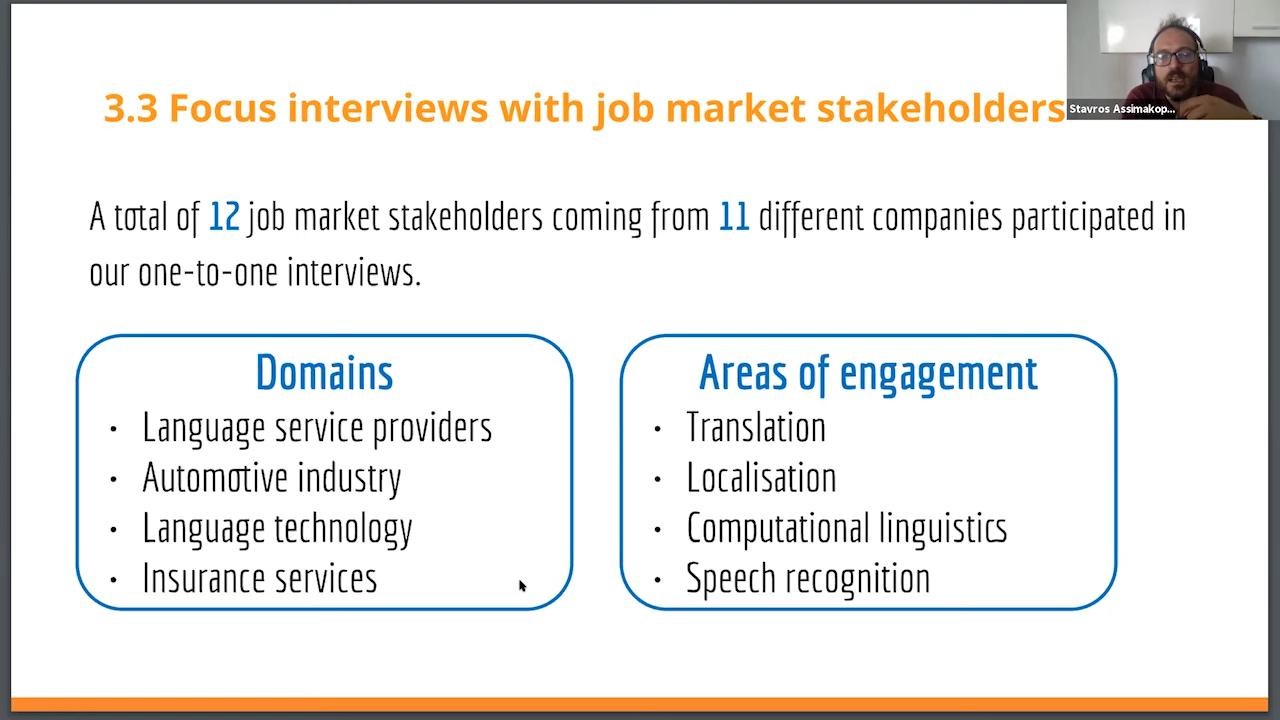 3.3 Focus interviews with job market stakeholders
Stavros Assimakop...
A total of 12 job market stakeholders coming from 11 different companies participated in
our one-to-one interviews.
Domains
• Language service providers
• Automotive industry
• Language technology
• Insurance services
Areas of engagement
• Translation
• Localisation
• Computational linguistics
• Speech recognition